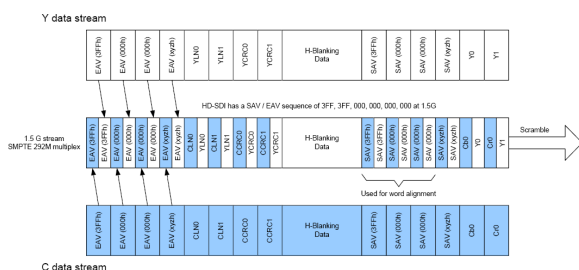 Y data stream
EAV (3FFh)
EAV (000h)
EAV (000h)
EAV (xyzh)
YLN0
YLN1
YCRC0
YCRC1
H-Blanking
Data
SAV (3FFh)
SAV (000h)
SAV (000h)
SAV (xyzh)
Y0
Y1
HD-SDI has a SAV / EAV sequence of 3FF, 3FF, 000, 000, 000, 000 at 1.5G
1.5 G stream
SMPTE 292M multiplex
EAV (3FFh)
EAV (3FFh)
EAV (000h)
EAV (000h)
EAV (000h)
EAV (000h)
EAV (xyzh)
EAV (xyzh)
CLN0
YLN0
CLN1
YLN1
CCRC0
YCRC0
CCRC1
YCRC1
H-Blanking
Data
SAV (3FFh)
SAV (3FFh)
SAV (000h)
SAV (000h)
SAV (000h)
SAV (000h)
SAV (xyzh)
SAV (xyzh)
Cb0
Y0
Cr0
Y1
Scramble
Used for word alignment
EAV (3FFh)
EAV (000h)
EAV (000h)
EAV (xyzh)
CLN0
CLN1
CCRC0
CCRC1
H-Blanking
Data
SAV (3FFh)
SAV (000h)
SAV (000h)
SAV (xyzh)
Cb0
Cr0
C data stream